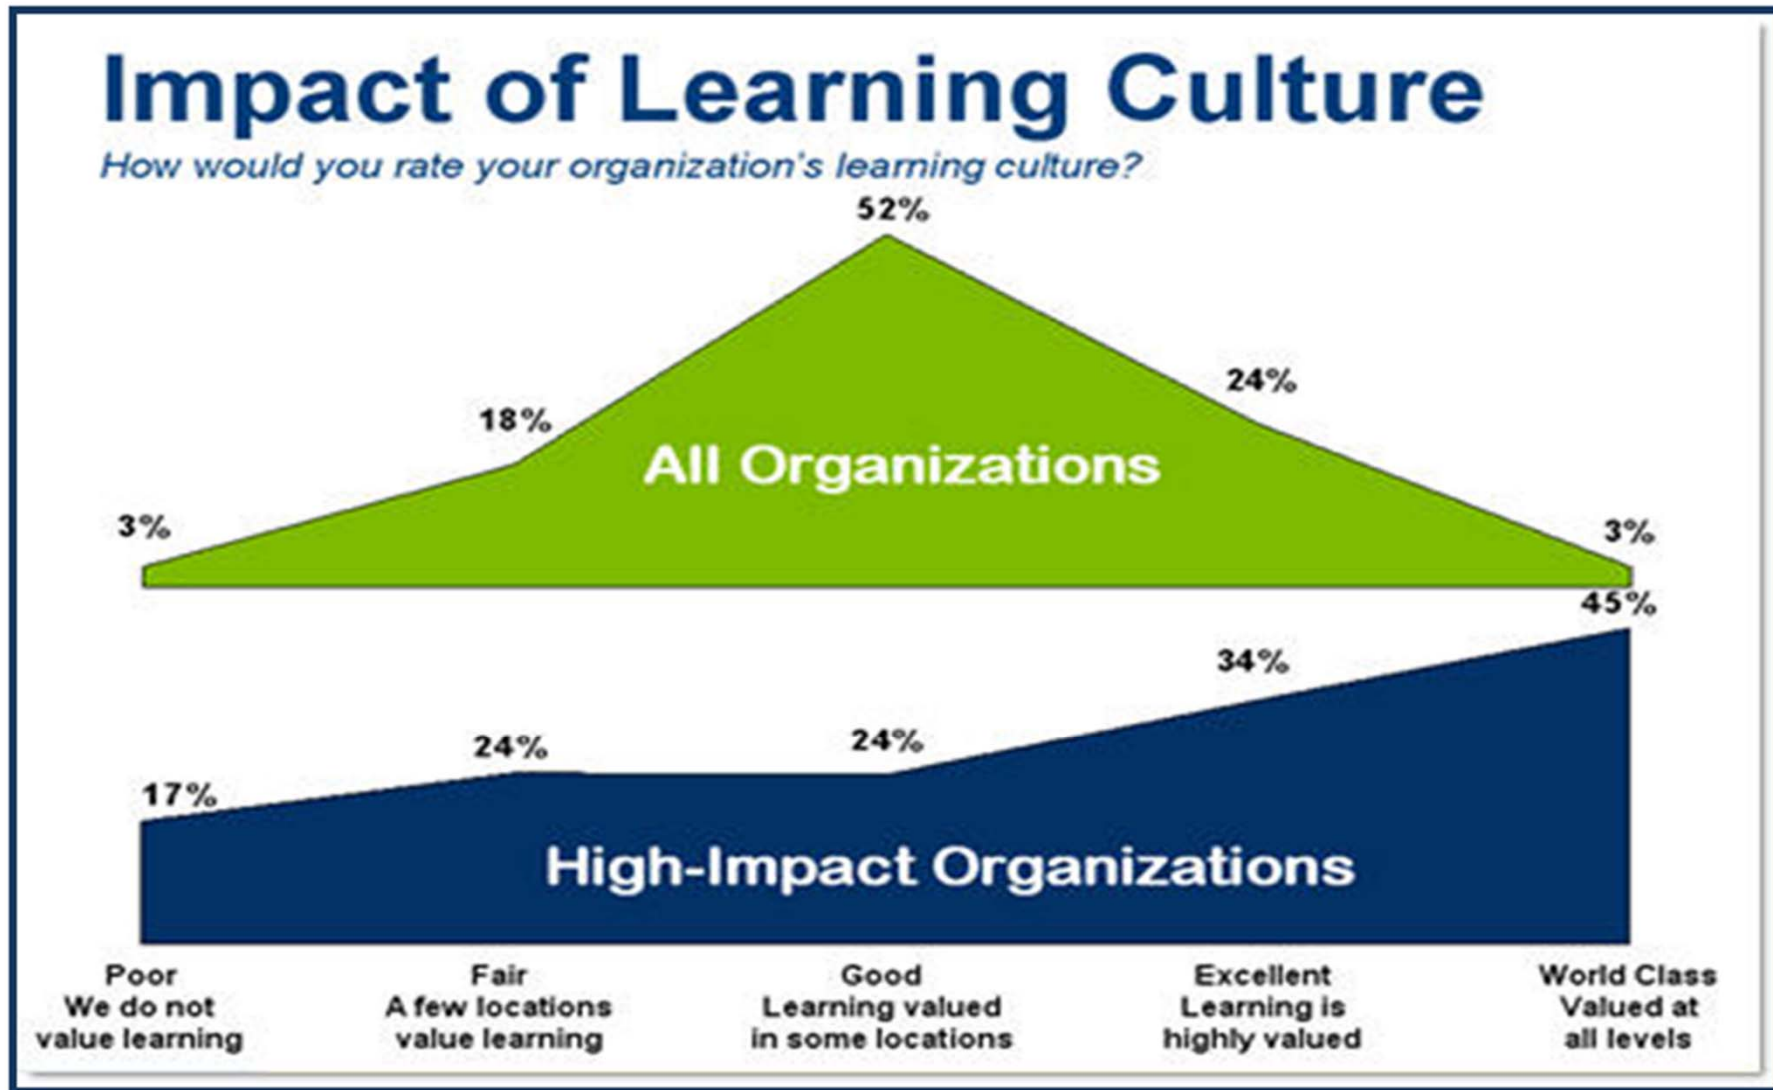 Impact of Learning Culture
How would you rate your organization's learning culture?
52%
24%
18%
All Organizations
3%
3%
45%
34%
24%
24%
17%
High-Impact Organizations
Poor
We do not
value learning
Fair
A few locations
value learning
Good
Learning valued
in some locations
Excellent
Learning is
highly valued
World Class
Valued at
all levels